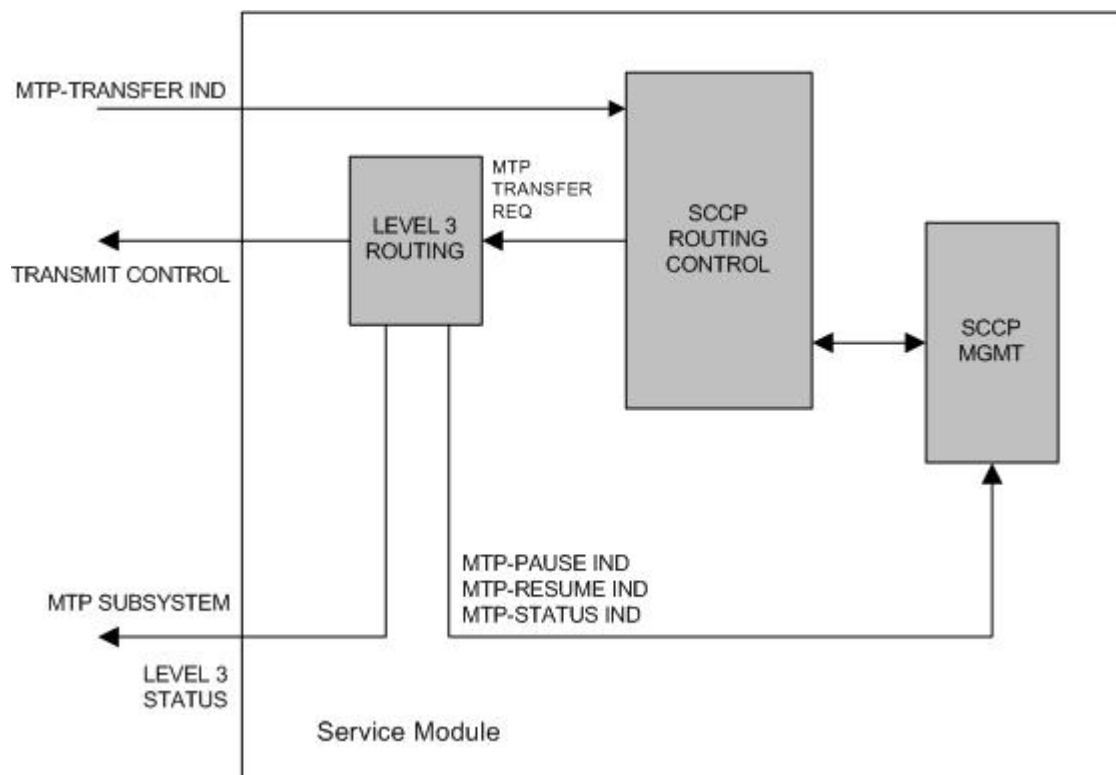 MTP-TRANSFER IND
MTP
TRANSFER
REQ
LEVEL 3
ROUTING
SCCP
ROUTING
CONTROL
TRANSMIT CONTROL
SCCP
MGMT
MTP-PAUSE IND
MTP-RESUME IND
MTP-STATUS IND
MTP SUBSYSTEM
LEVEL 3
STATUS
Service Module